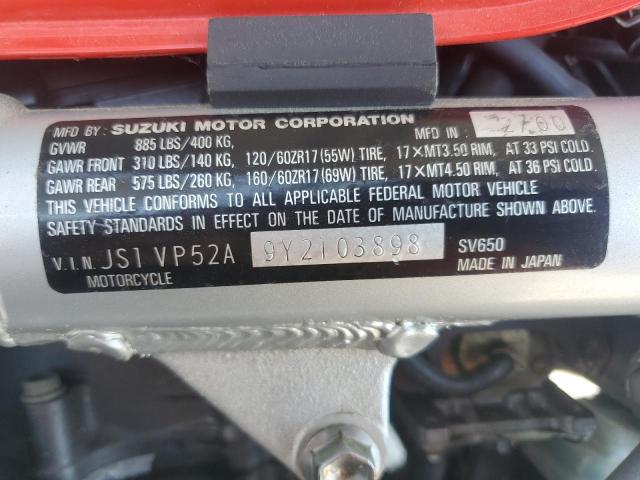 MFD BY: SUZUKI MOTOR CORPORATION MFD IN
GVWR 885 LBS/400 KG,
GAWR FRONT 310 LBS/140 KG, 120/60ZR17(55W) TIRE, 17×MT3.50 RIM, AT 33 PSI COLD.
GAWR REAR 575 LBS/260 KG, 160/60ZR17(69W) TIRE, 17×MT4.50 RIM, AT 36 PSI COLD.
THIS VEHICLE CONFORMS TO ALL APPLICABLE FEDERAL MOTOR VEHICLE
SAFETY STANDARDS IN EFFECT ON THE DATE OF MANUFACTURE SHOWN ABOVE.
V.I.N. JS1VP52A 9Y2103898 SV650
MOTORCYCLE MADE IN JAPAN